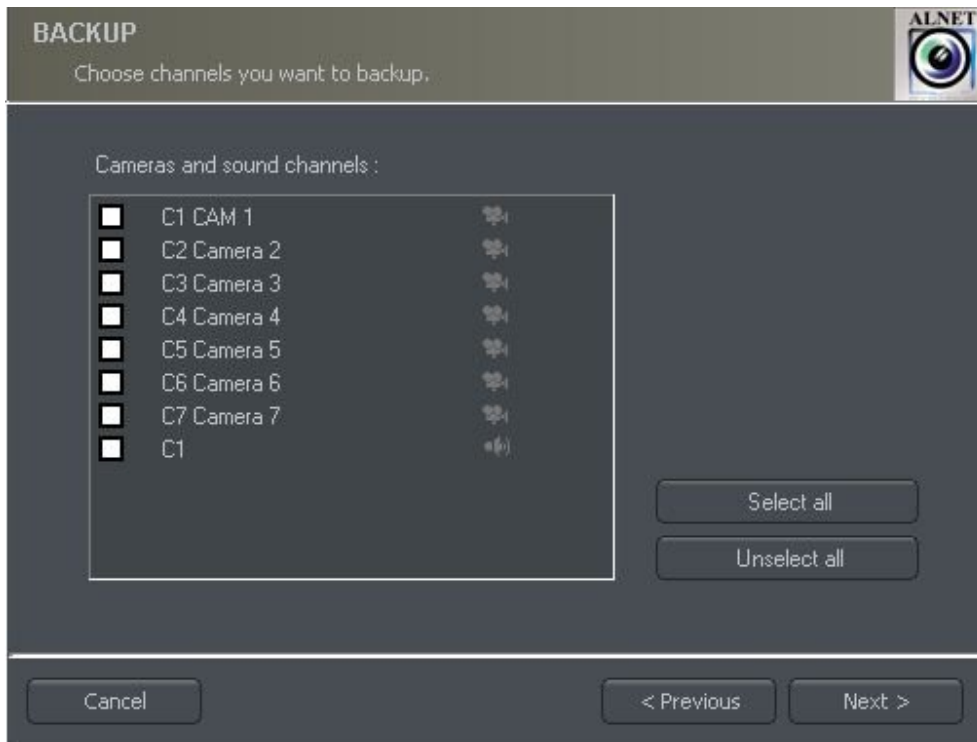 BACKUP
ALNET
Choose channels you want to backup.
Cameras and sound channels :
C1 CAM 1
C2 Camera 2
C3 Camera 3
C4 Camera 4
C5 Camera 5
C6 Camera 6
C7 Camera 7
C1
Select all
Unselect all
Cancel
< Previous
Next >